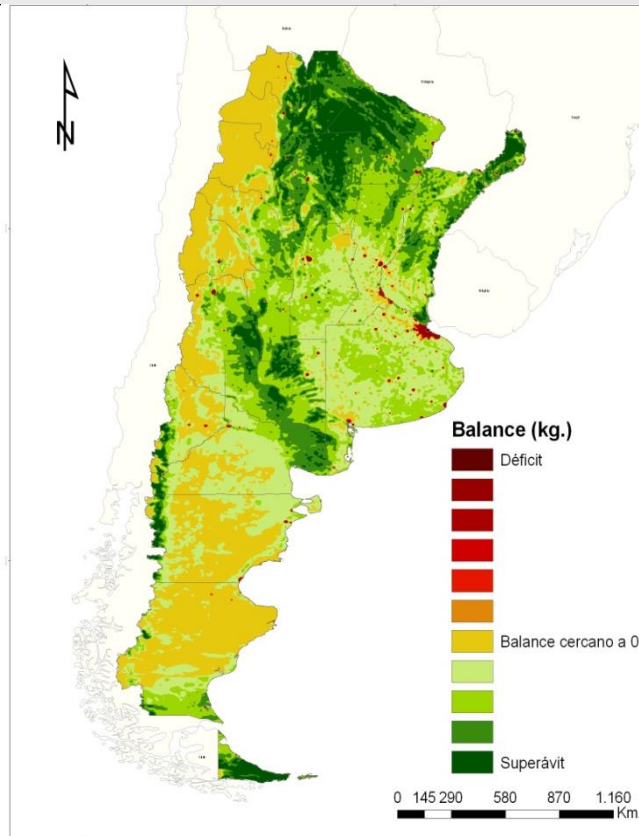 N
Balance (kg.)
Déficit
Balance cercano a 0
Superávit
0 145 290 580 870 1.160
Km